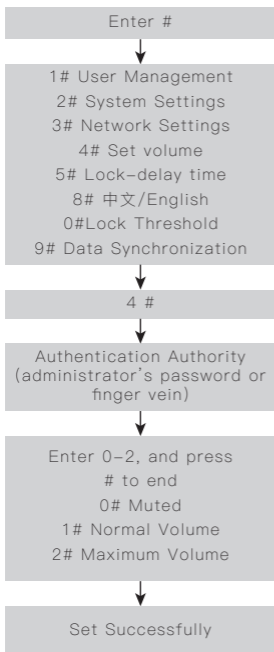 Enter #
1# User Management
2# System Settings
3# Network Settings
4# Set volume
5# Lock-delay time
8# 中文/English
0#Lock Threshold
9# Data Synchronization
4 #
Authentication Authority
(administrator's password or
finger vein)
Enter 0-2, and press
# to end
0# Muted
1# Normal Volume
2# Maximum Volume
Set Successfully